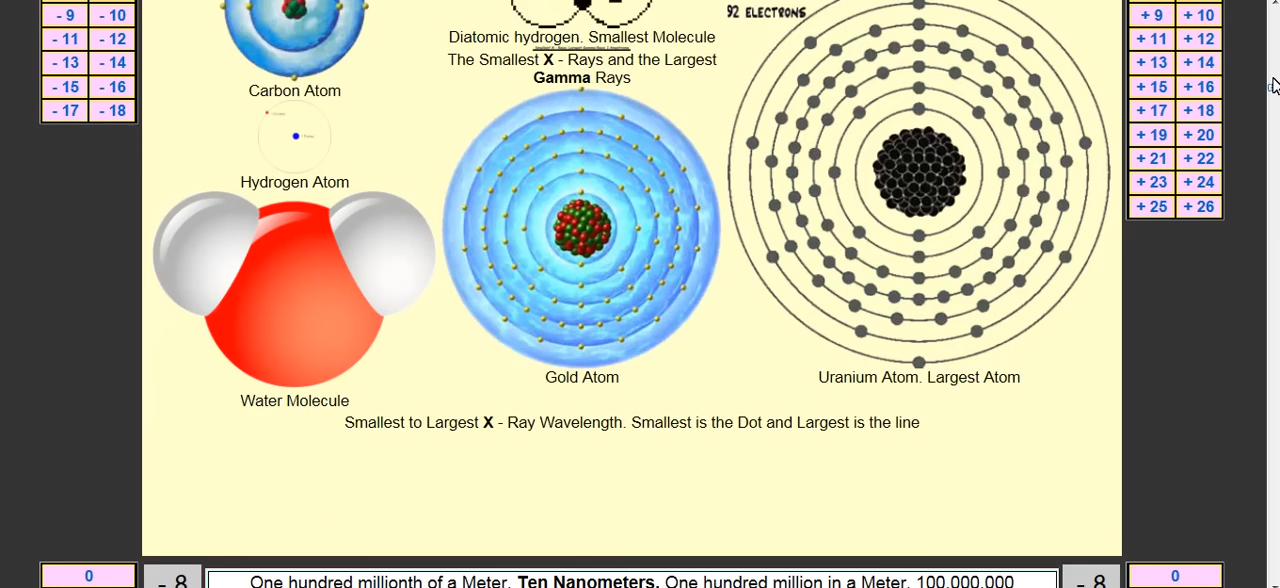 - 9 - 10
- 11 - 12
- 13 - 14
- 15 - 16
- 17 - 18
Carbon Atom
Hydrogen Atom
Water Molecule
Diatomic hydrogen. Smallest Molecule
The Smallest X - Rays and the Largest
Gamma Rays
Gold Atom
92 ELECTRONS
Uranium Atom. Largest Atom
Smallest to Largest X - Ray Wavelength. Smallest is the Dot and Largest is the line
+ 9 + 10
+ 11 + 12
+ 13 + 14
+ 15 + 16
+ 17 + 18
+ 19 + 20
+ 21 + 22
+ 23 + 24
+ 25 + 26
0
- 8
One hundred millionth of a Meter. Ten Nanometers. One hundred million in a Meter. 100,000,000
- 8
0